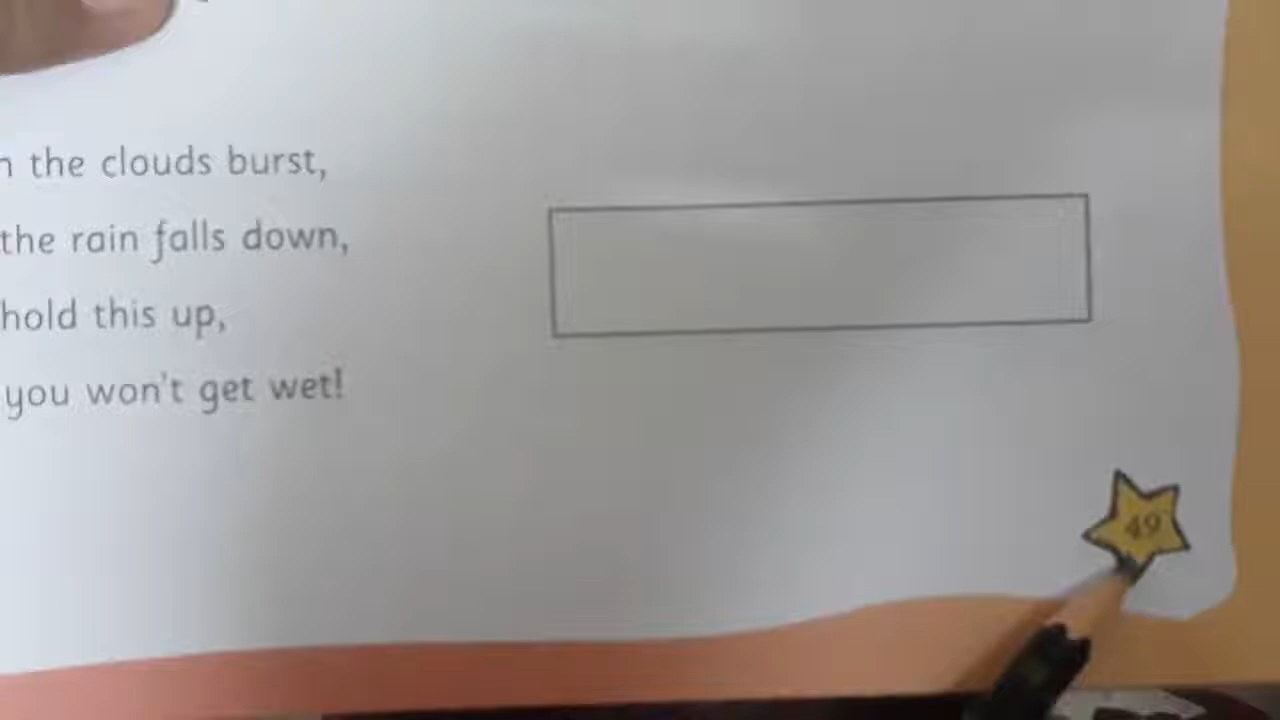 the clouds burst,
the rain falls down,
hold this up,
you won't get wet!
49